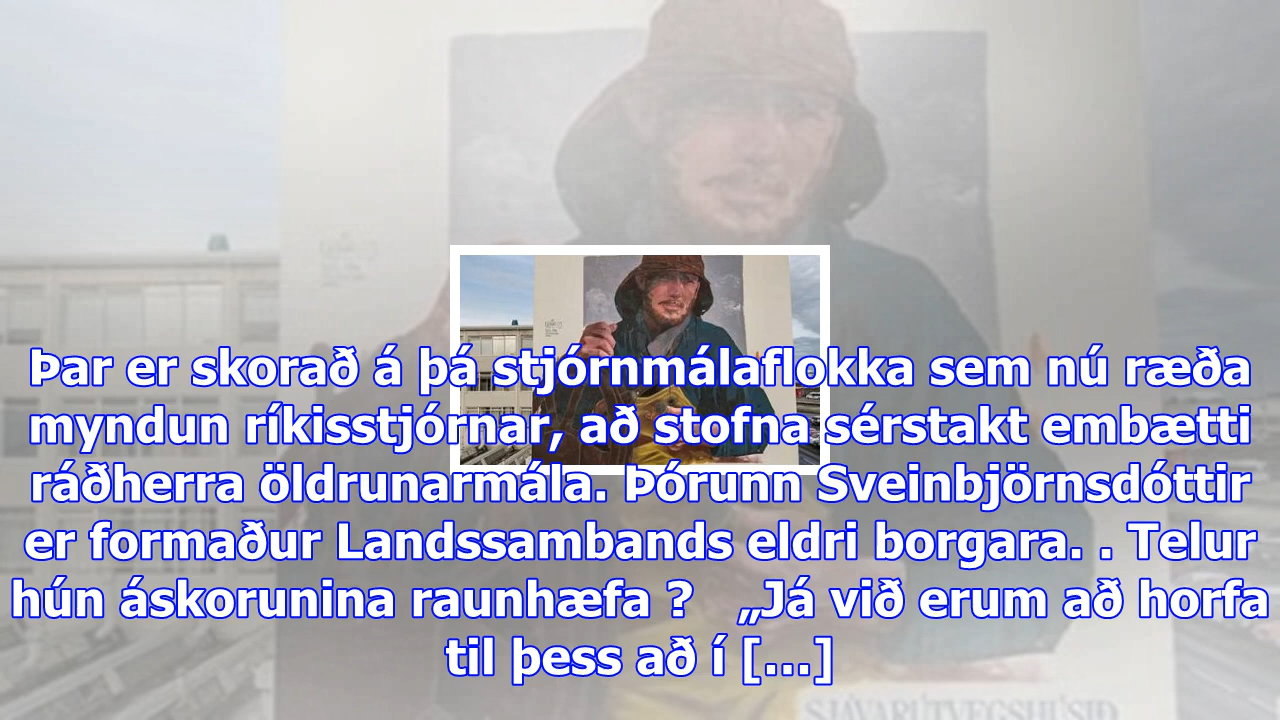 Þar er skorað á þá stjórnmálaflokka sem nú ræða
myndun ríkisstjórnar, að stofna sérstakt embætti
ráðherra öldrunarmála. Þórunn Sveinbjörnsdóttir
er formaður Landssambands eldri borgara. . Telur
hún áskorunina raunhæfa ?   „Já við erum að horfa
til þess að í [...]
SJÁVARÚTVEGSHÚSIÐ